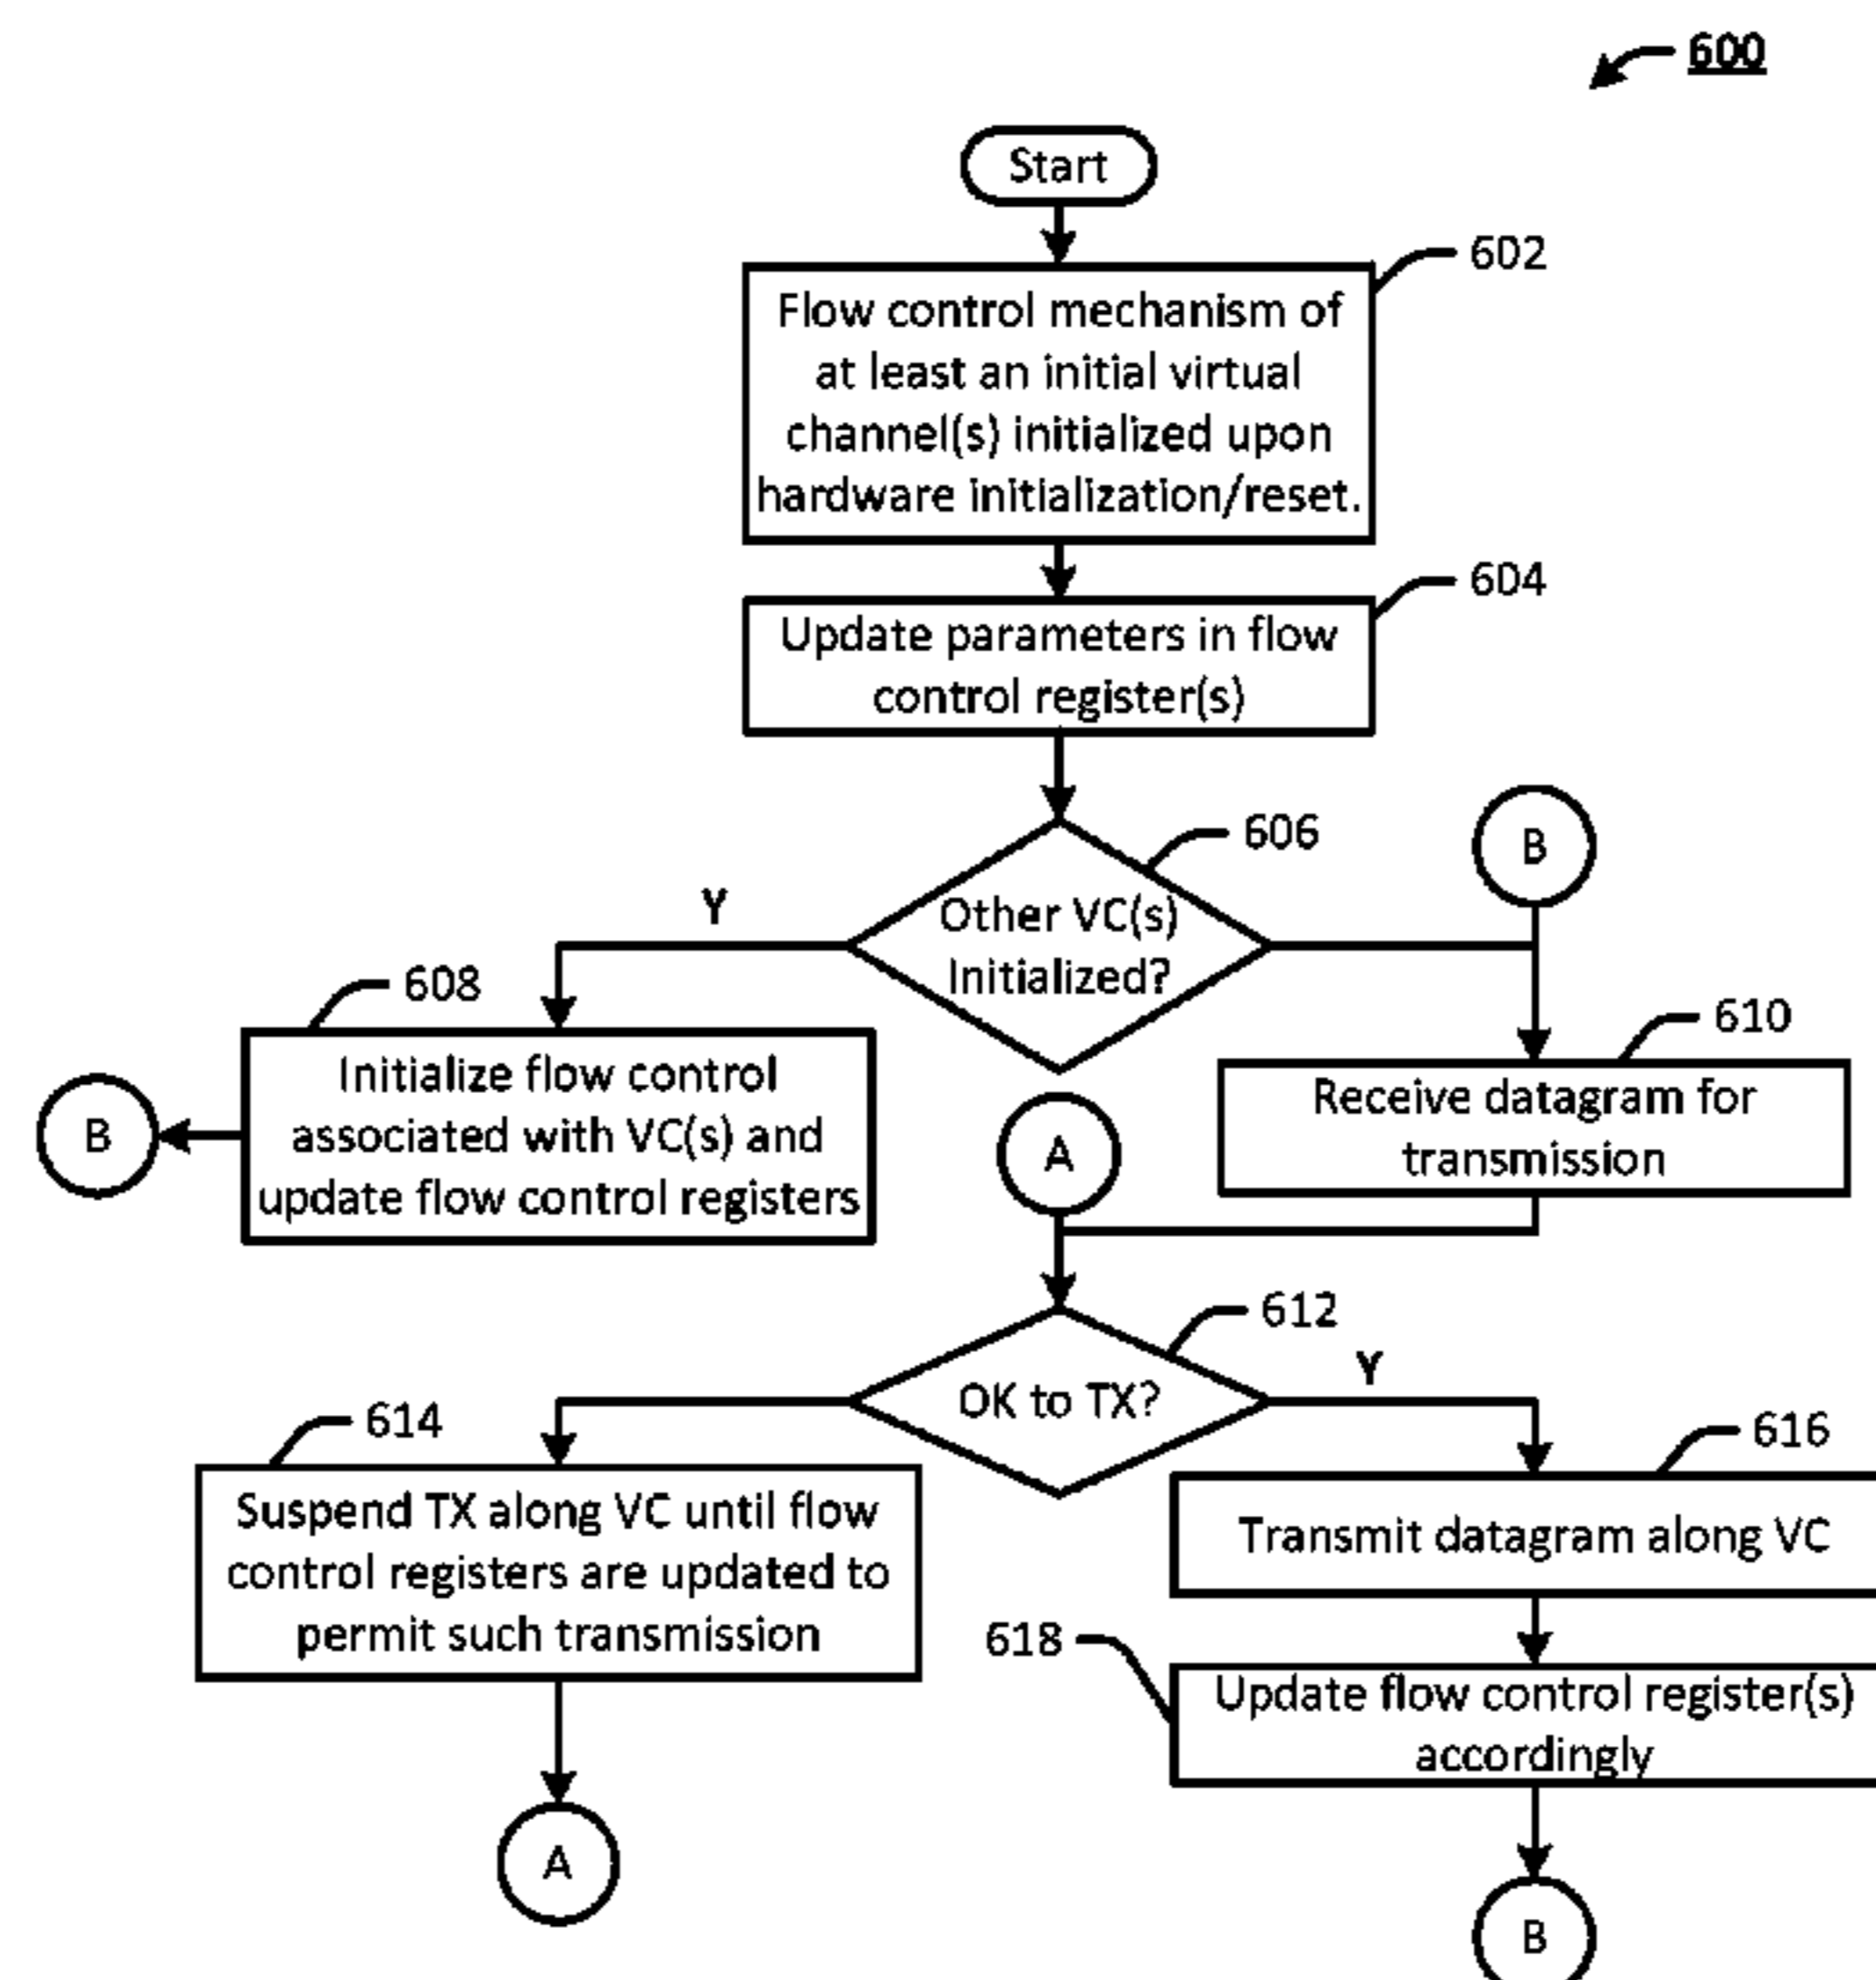 600
Start
602
Flow control mechanism of
at least an initial virtual
channel(s) initialized upon
hardware initialization/reset.
604
Update parameters in flow
control register(s)
606
B
Y
Other VC(s)
Initialized?
608
610
Initialize flow control
associated with VC(s) and
update flow control registers
B
Receive datagram for
transmission
A
612
OK to TX?
Y
614
616
Suspend TX along VC until flow
control registers are updated to
permit such transmission
Transmit datagram along VC
618
Update flow control register(s)
accordingly
A
B